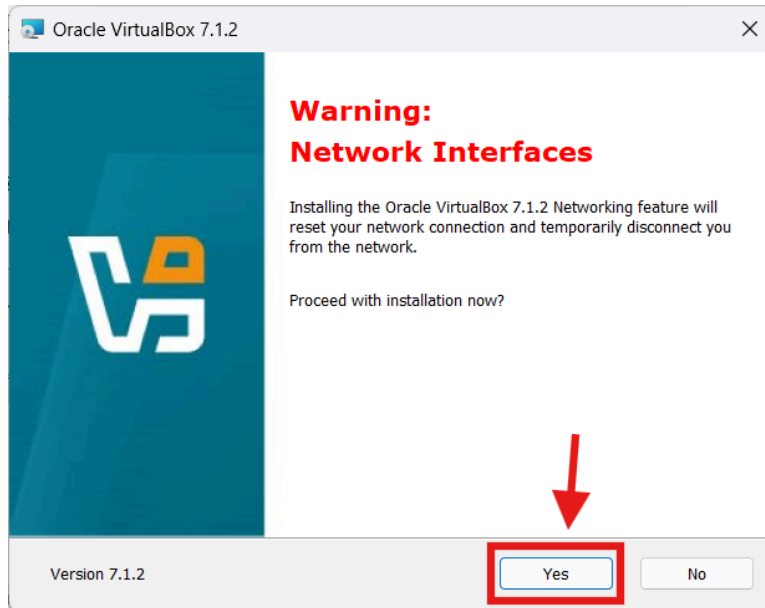 Oracle VirtualBox 7.1.2
Warning:
Network Interfaces
Installing the Oracle VirtualBox 7.1.2 Networking feature will
reset your network connection and temporarily disconnect you
from the network.
Proceed with installation now?
Version 7.1.2
Yes
No